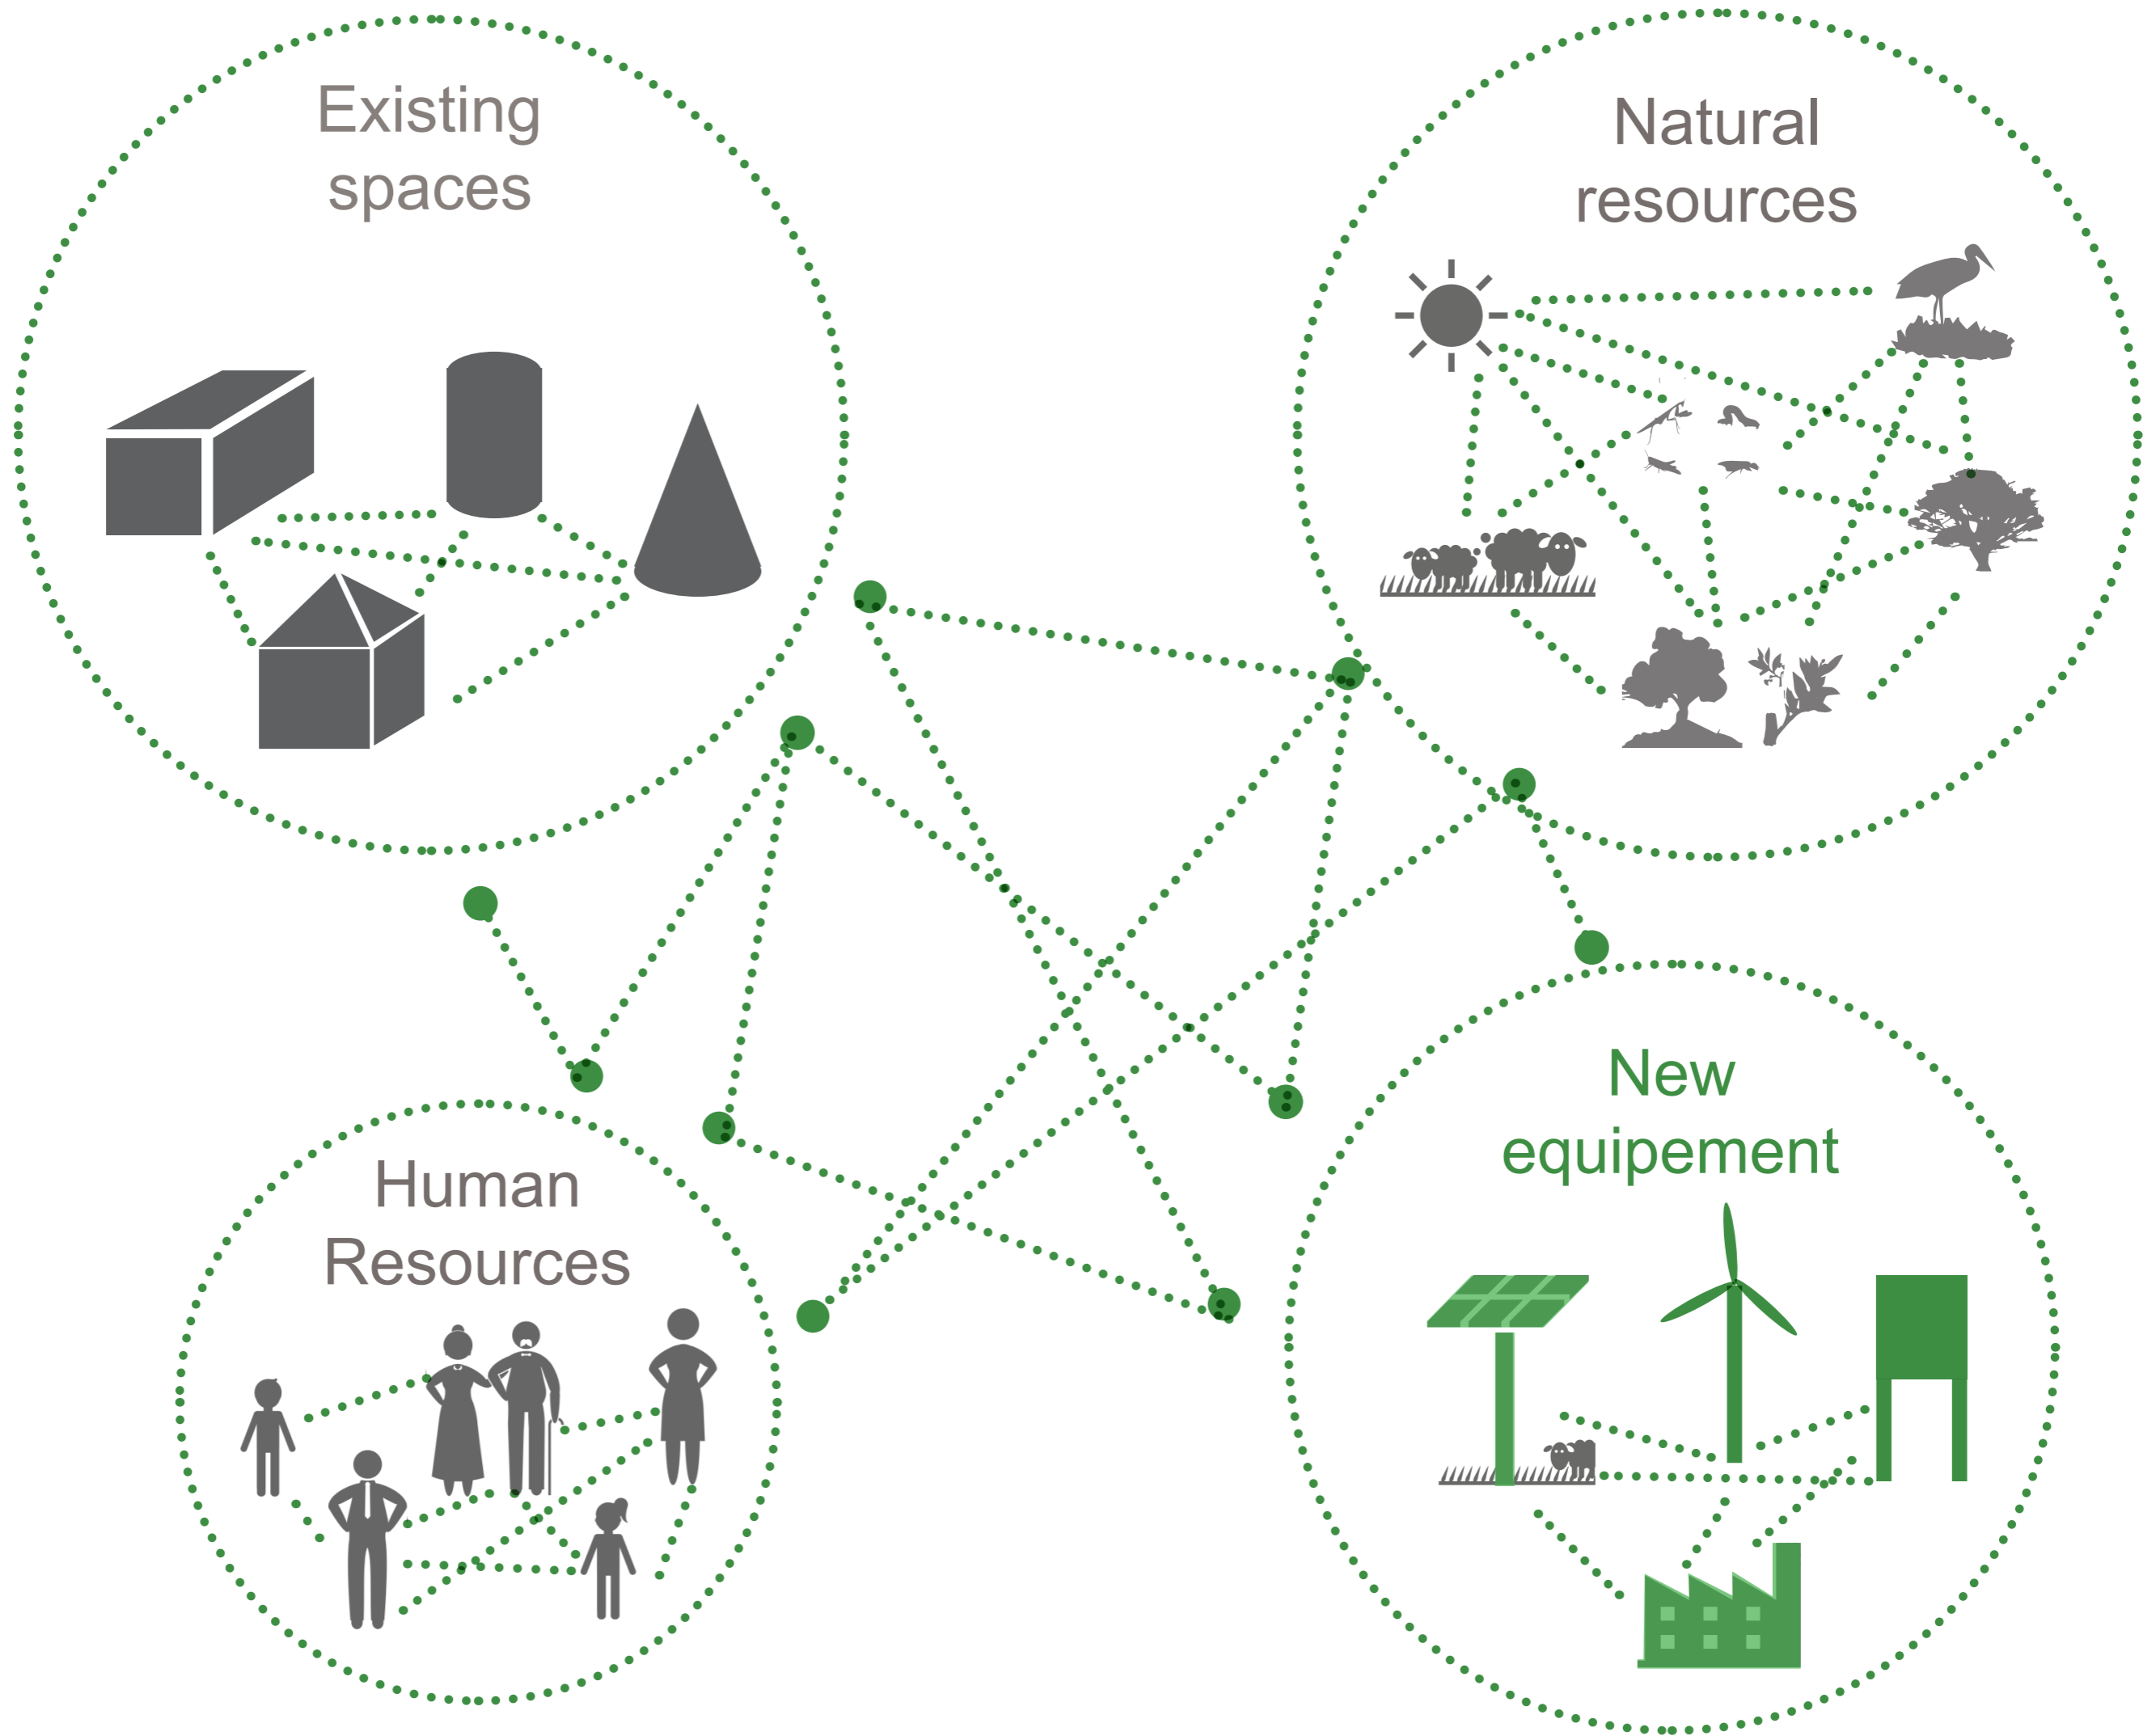 Existing
spaces
Natural
resources
Human
Resources
New
equipement